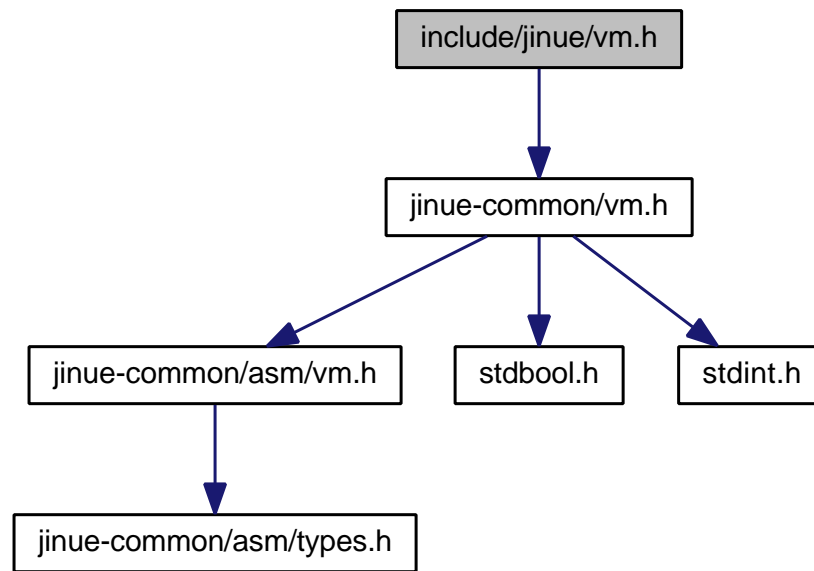 include/jinue/vm.h
jinue-common/vm.h
jinue-common/asm/vm.h
stdbool.h
stdint.h
jinue-common/asm/types.h